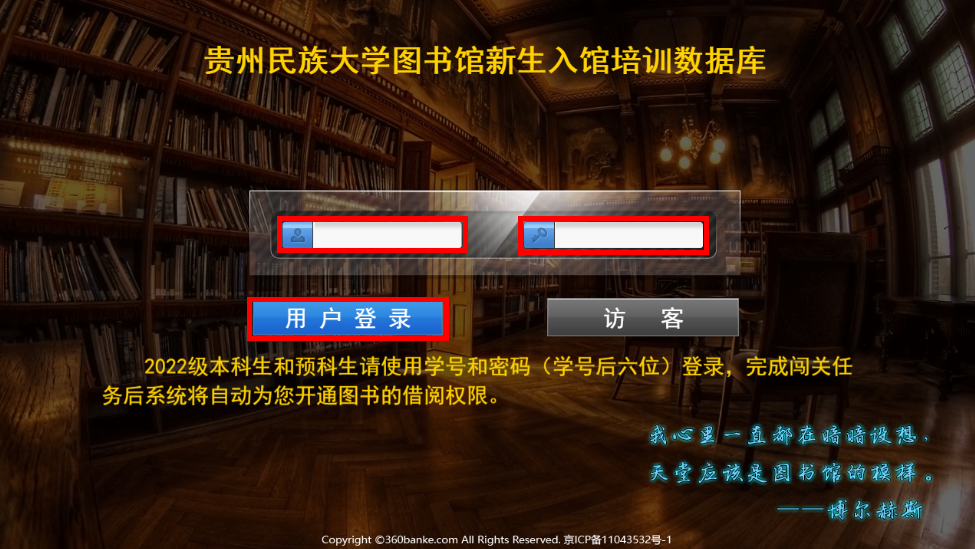 贵州民族大学图书馆新生入馆培训数据库
用户登录
访 客
2022级本科生和预科生请使用学号和密码（学号后六位）登录，完成闯关任
务后系统将自动为您开通图书的借阅权限。
我心里一直都在暗暗设想，
天堂应该是图书馆的模样。
——博尔赫斯
Copyright ©360banke.com All Rights Reserved. 京ICP备11043532号-1